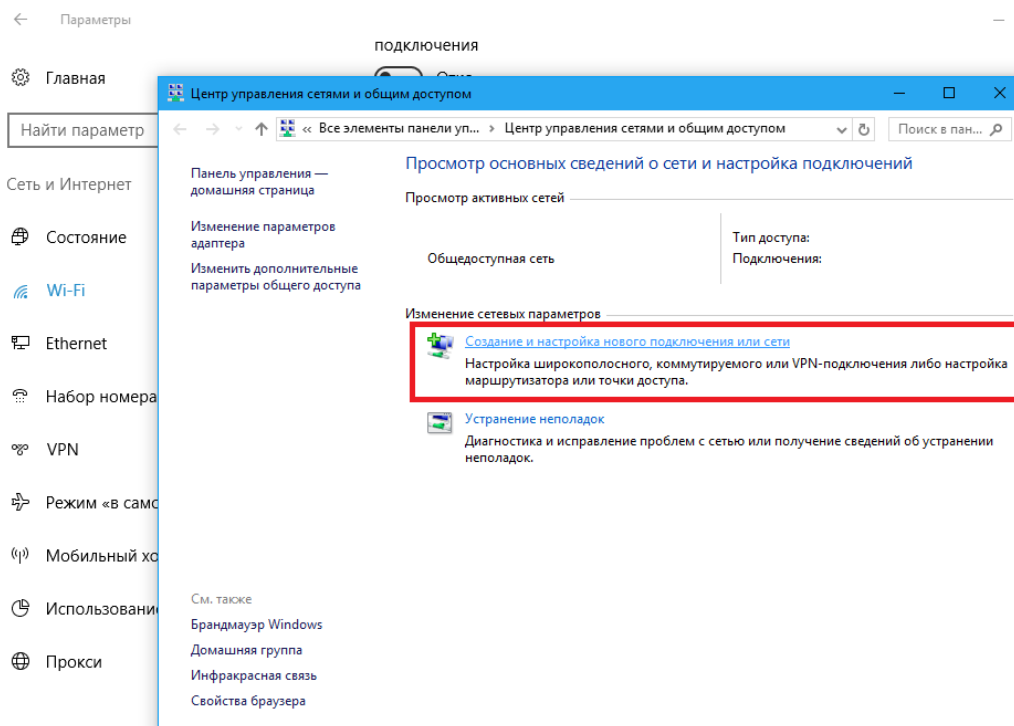 Параметры
подключения
Главная
Найти параметр
Сеть и Интернет
Состояние
Wi-Fi
Ethernet
Набор номера
VPN
Режим «в само
Мобильный хо
Использование
Прокси
Центр управления сетями и общим доступом
« Все элементы панели уп... › Центр управления сетями и общим доступом
Поиск в пан...
Панель управления —
домашняя страница
Изменение параметров
адаптера
Изменить дополнительные
параметры общего доступа
Просмотр основных сведений о сети и настройка подключений
Просмотр активных сетей
Общедоступная сеть
Тип доступа:
Подключения:
Изменение сетевых параметров
Создание и настройка нового подключения или сети
Настройка широкополосного, коммутируемого или VPN-подключения либо настройка
маршрутизатора или точки доступа.
Устранение неполадок
Диагностика и исправление проблем с сетью или получение сведений об устранении
неполадок.
См. также
Брандмауэр Windows
Домашняя группа
Инфракрасная связь
Свойства браузера